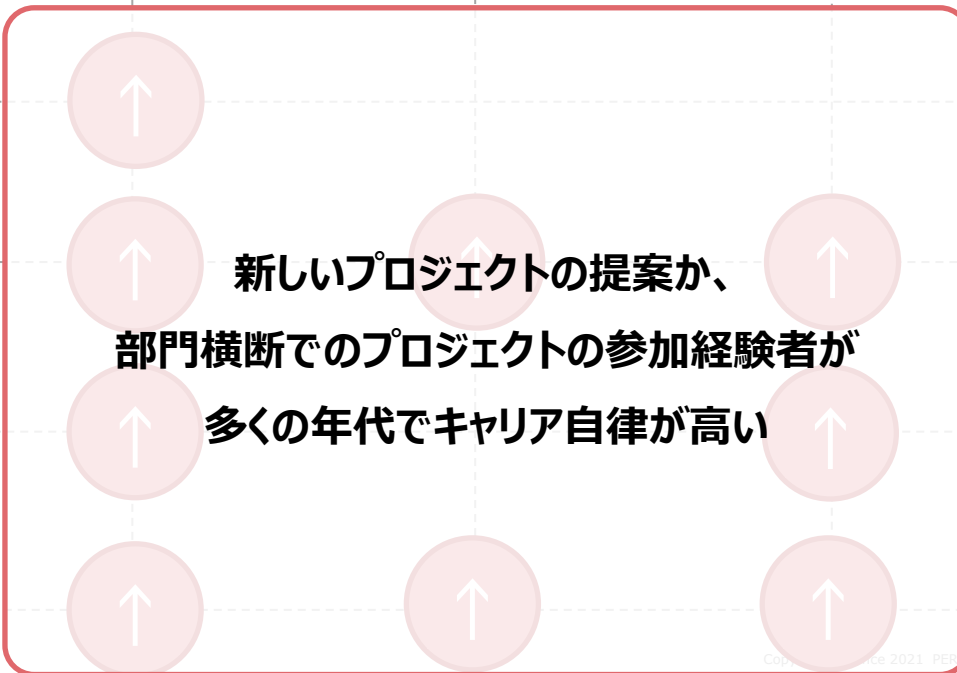 新しいプロジェクトの提案か、
部門横断でのプロジェクトの参加経験者が
多くの年代でキャリア自律が高い
2021 PER